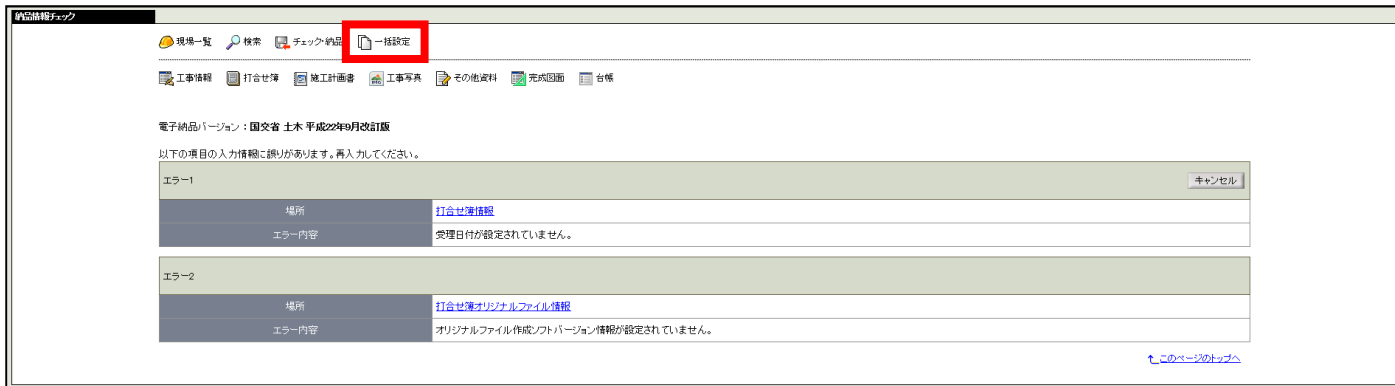 納品情報チェック
現場一覧 検索 チェック・納品 一括設定
工事情報 打合せ簿 施工計画書 工事写真 その他資料 完成図面 台帳
電子納品バージョン：国交省 土木 平成22年9月改訂版
以下の項目の入力情報に誤りがあります。再入力してください。
エラー1 キャンセル
場所 打合せ簿情報
エラー内容 受理日付が設定されていません。
エラー2
場所 打合せ簿オリジナルファイル情報
エラー内容 オリジナルファイル作成ソフトバージョン情報が設定されていません。
このページのトップへ